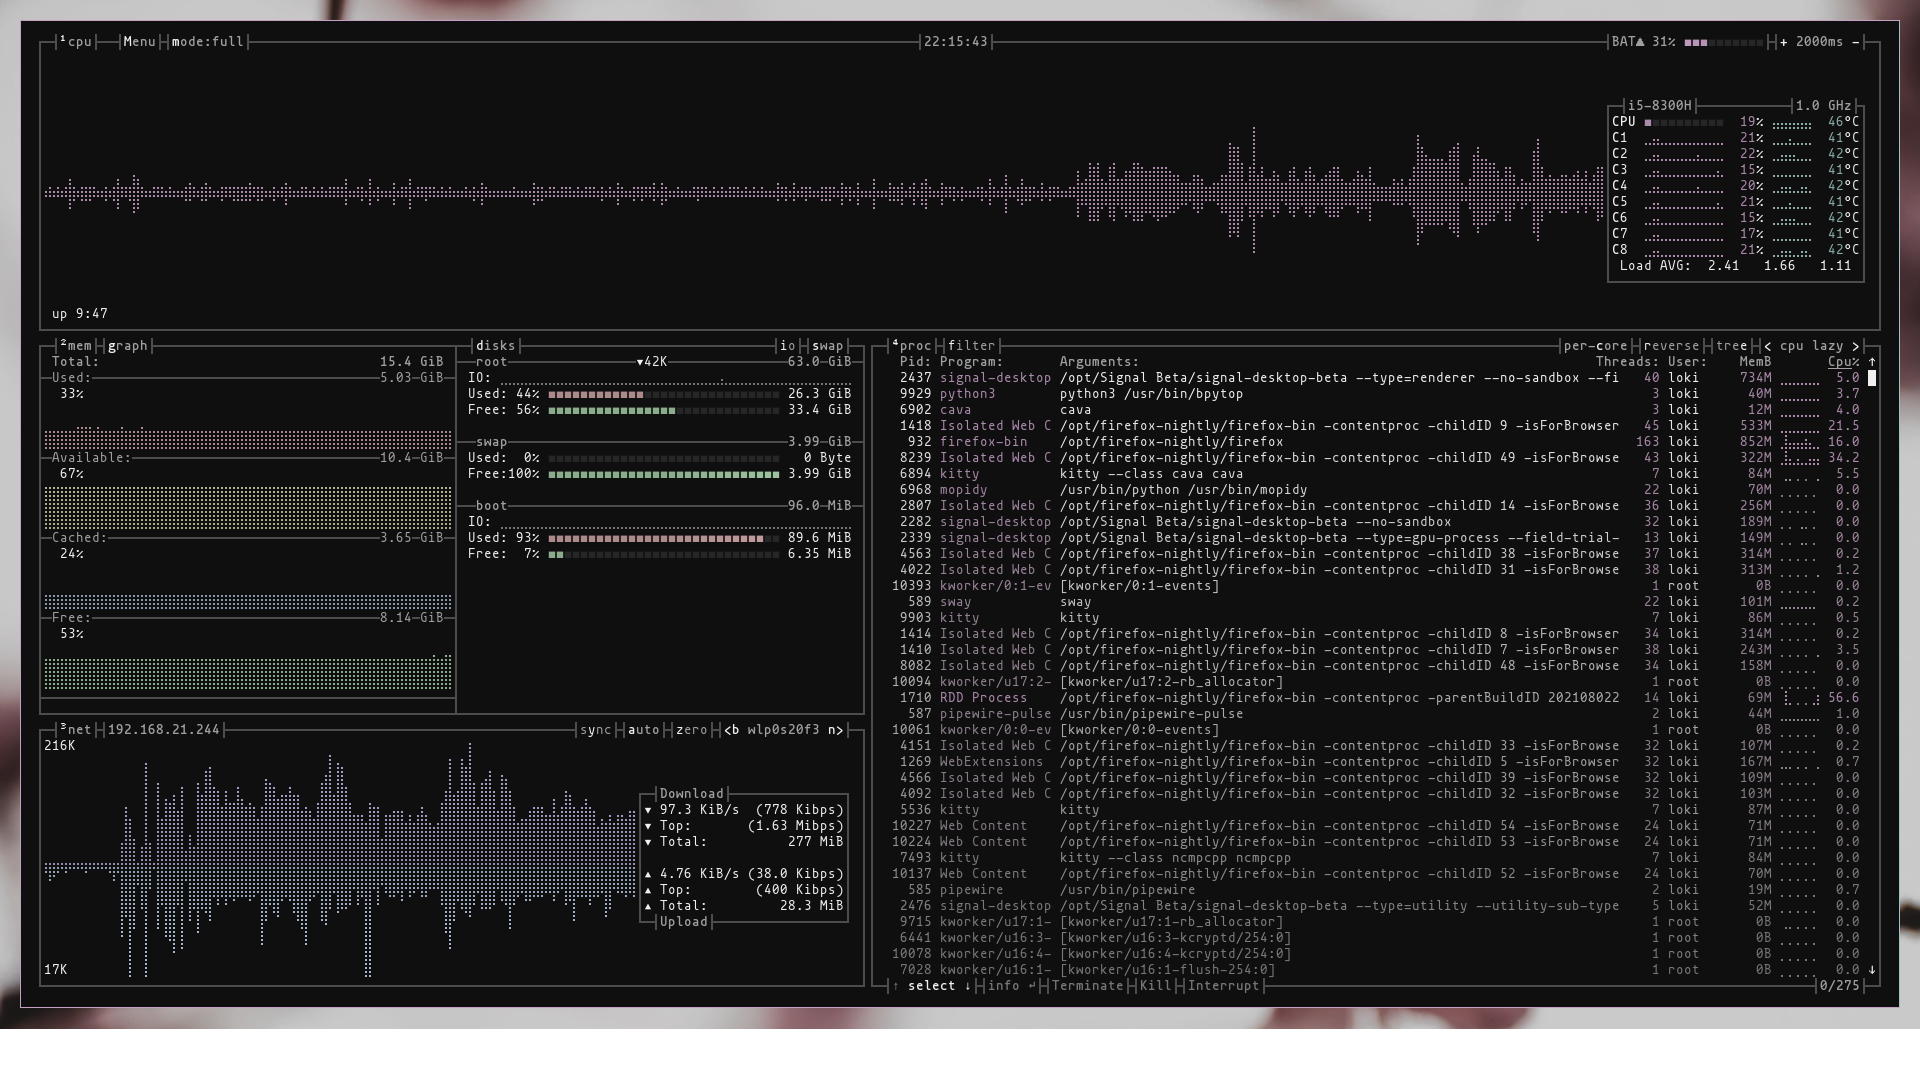 ¹cpu Menu mode:full 22:15:43 BAT▲ 31% + 2000ms -
i5-8300H 1.0 GHz
CPU 19% 46°C
C1 21% 41°C
C2 22% 42°C
C3 15% 41°C
C4 20% 42°C
C5 21% 41°C
C6 15% 42°C
C7 17% 41°C
C8 21% 42°C
Load AVG: 2.41 1.66 1.11
up 9:47
²mem graph
Total: 15.4 GiB
Used: 5.03 GiB
33%
Available: 10.4 GiB
67%
Cached: 3.65 GiB
24%
Free: 8.14 GiB
53%
disks io swap
root ▼42K 63.0 GiB
IO:
Used: 44% 26.3 GiB
Free: 56% 33.4 GiB
swap 3.99 GiB
Used: 0% 0 Byte
Free:100% 3.99 GiB
boot 96.0 MiB
IO:
Used: 93% 89.6 MiB
Free: 7% 6.35 MiB
³net 192.168.21.244 sync auto zero <b wlp0s20f3 n>
216K
Download
▼ 97.3 KiB/s (778 Kibps)
▼ Top: (1.63 Mibps)
▼ Total: 277 MiB
▲ 4.76 KiB/s (38.0 Kibps)
▲ Top: (400 Kibps)
▲ Total: 28.3 MiB
Upload
17K
⁴proc filter per-core reverse tree < cpu lazy >
Pid: Program: Arguments: Threads: User: MemB Cpu% ↑
2437 signal-desktop /opt/Signal Beta/signal-desktop-beta --type=renderer --no-sandbox --fi 40 loki 734M 5.0
9929 python3 python3 /usr/bin/bpytop 3 loki 40M 3.7
6902 cava cava 3 loki 12M 4.0
1418 Isolated Web C /opt/firefox-nightly/firefox-bin -contentproc -childID 9 -isForBrowser 45 loki 533M 21.5
932 firefox-bin /opt/firefox-nightly/firefox 163 loki 852M 16.0
8239 Isolated Web C /opt/firefox-nightly/firefox-bin -contentproc -childID 49 -isForBrowse 43 loki 322M 34.2
6894 kitty kitty --class cava cava 7 loki 84M 5.5
6968 mopidy /usr/bin/python /usr/bin/mopidy 22 loki 70M 0.0
2807 Isolated Web C /opt/firefox-nightly/firefox-bin -contentproc -childID 14 -isForBrowse 36 loki 256M 0.0
2282 signal-desktop /opt/Signal Beta/signal-desktop-beta --no-sandbox 32 loki 189M 0.0
2339 signal-desktop /opt/Signal Beta/signal-desktop-beta --type=gpu-process --field-trial- 13 loki 149M 0.0
4563 Isolated Web C /opt/firefox-nightly/firefox-bin -contentproc -childID 38 -isForBrowse 37 loki 314M 0.2
4022 Isolated Web C /opt/firefox-nightly/firefox-bin -contentproc -childID 31 -isForBrowse 38 loki 313M 1.2
10393 kworker/0:1-ev [kworker/0:1-events] 1 root 0B 0.0
589 sway sway 22 loki 101M 0.2
9903 kitty kitty 7 loki 86M 0.5
1414 Isolated Web C /opt/firefox-nightly/firefox-bin -contentproc -childID 8 -isForBrowser 34 loki 314M 0.2
1410 Isolated Web C /opt/firefox-nightly/firefox-bin -contentproc -childID 7 -isForBrowser 38 loki 243M 3.5
8082 Isolated Web C /opt/firefox-nightly/firefox-bin -contentproc -childID 48 -isForBrowse 34 loki 158M 0.0
10094 kworker/u17:2- [kworker/u17:2-rb_allocator] 1 root 0B 0.0
1710 RDD Process /opt/firefox-nightly/firefox-bin -contentproc -parentBuildID 202108022 14 loki 69M 56.6
587 pipewire-pulse /usr/bin/pipewire-pulse 2 loki 44M 1.0
10061 kworker/0:0-ev [kworker/0:0-events] 1 root 0B 0.0
4151 Isolated Web C /opt/firefox-nightly/firefox-bin -contentproc -childID 33 -isForBrowse 32 loki 107M 0.2
1269 WebExtensions /opt/firefox-nightly/firefox-bin -contentproc -childID 5 -isForBrowser 32 loki 167M 0.7
4566 Isolated Web C /opt/firefox-nightly/firefox-bin -contentproc -childID 39 -isForBrowse 32 loki 109M 0.0
4092 Isolated Web C /opt/firefox-nightly/firefox-bin -contentproc -childID 32 -isForBrowse 32 loki 103M 0.0
5536 kitty kitty 7 loki 87M 0.0
10227 Web Content /opt/firefox-nightly/firefox-bin -contentproc -childID 54 -isForBrowse 24 loki 71M 0.0
10224 Web Content /opt/firefox-nightly/firefox-bin -contentproc -childID 53 -isForBrowse 24 loki 71M 0.0
7493 kitty kitty --class ncmpcpp ncmpcpp 7 loki 84M 0.0
10137 Web Content /opt/firefox-nightly/firefox-bin -contentproc -childID 52 -isForBrowse 24 loki 70M 0.0
585 pipewire /usr/bin/pipewire 2 loki 19M 0.7
2476 signal-desktop /opt/Signal Beta/signal-desktop-beta --type=utility --utility-sub-type 5 loki 52M 0.0
9715 kworker/u17:1- [kworker/u17:1-rb_allocator] 1 root 0B 0.0
6441 kworker/u16:3- [kworker/u16:3-kcryptd/254:0] 1 root 0B 0.0
10078 kworker/u16:4- [kworker/u16:4-kcryptd/254:0] 1 root 0B 0.0
7028 kworker/u16:1- [kworker/u16:1-flush-254:0] 1 root 0B 0.0 ↓
↑ select ↓ info ↵ Terminate Kill Interrupt 0/275